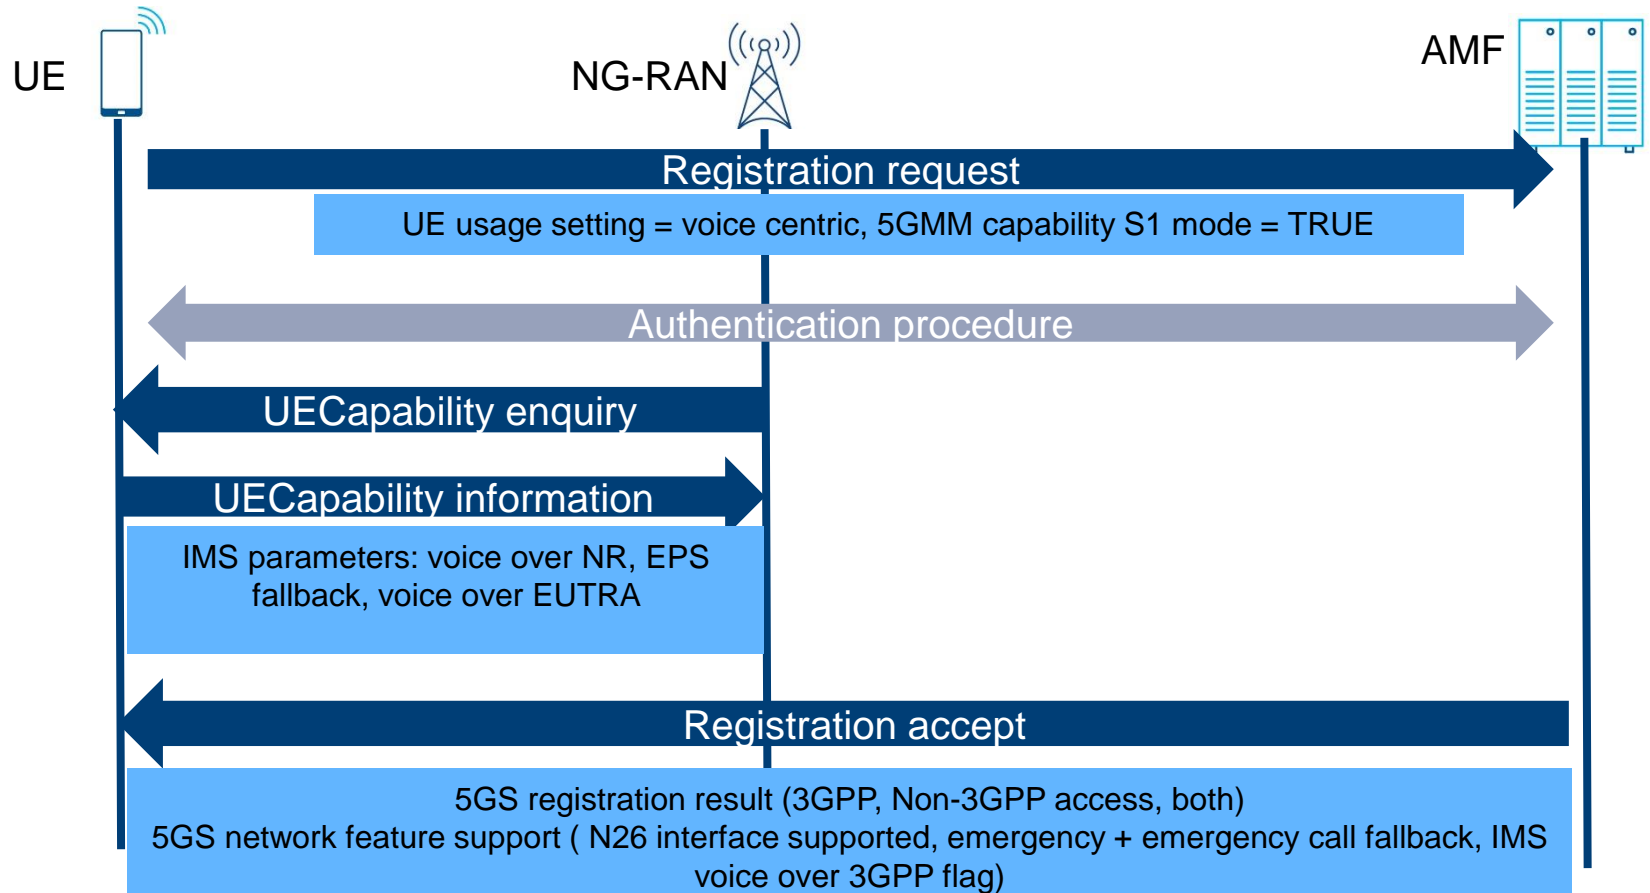 UE
NG-RAN
AMF
Registration request
UE usage setting = voice centric, 5GMM capability S1 mode = TRUE
Authentication procedure
UECapability enquiry
UECapability information
IMS parameters: voice over NR, EPS
fallback, voice over EUTRA
Registration accept
5GS registration result (3GPP, Non-3GPP access, both)
5GS network feature support ( N26 interface supported, emergency + emergency call fallback, IMS
voice over 3GPP flag)